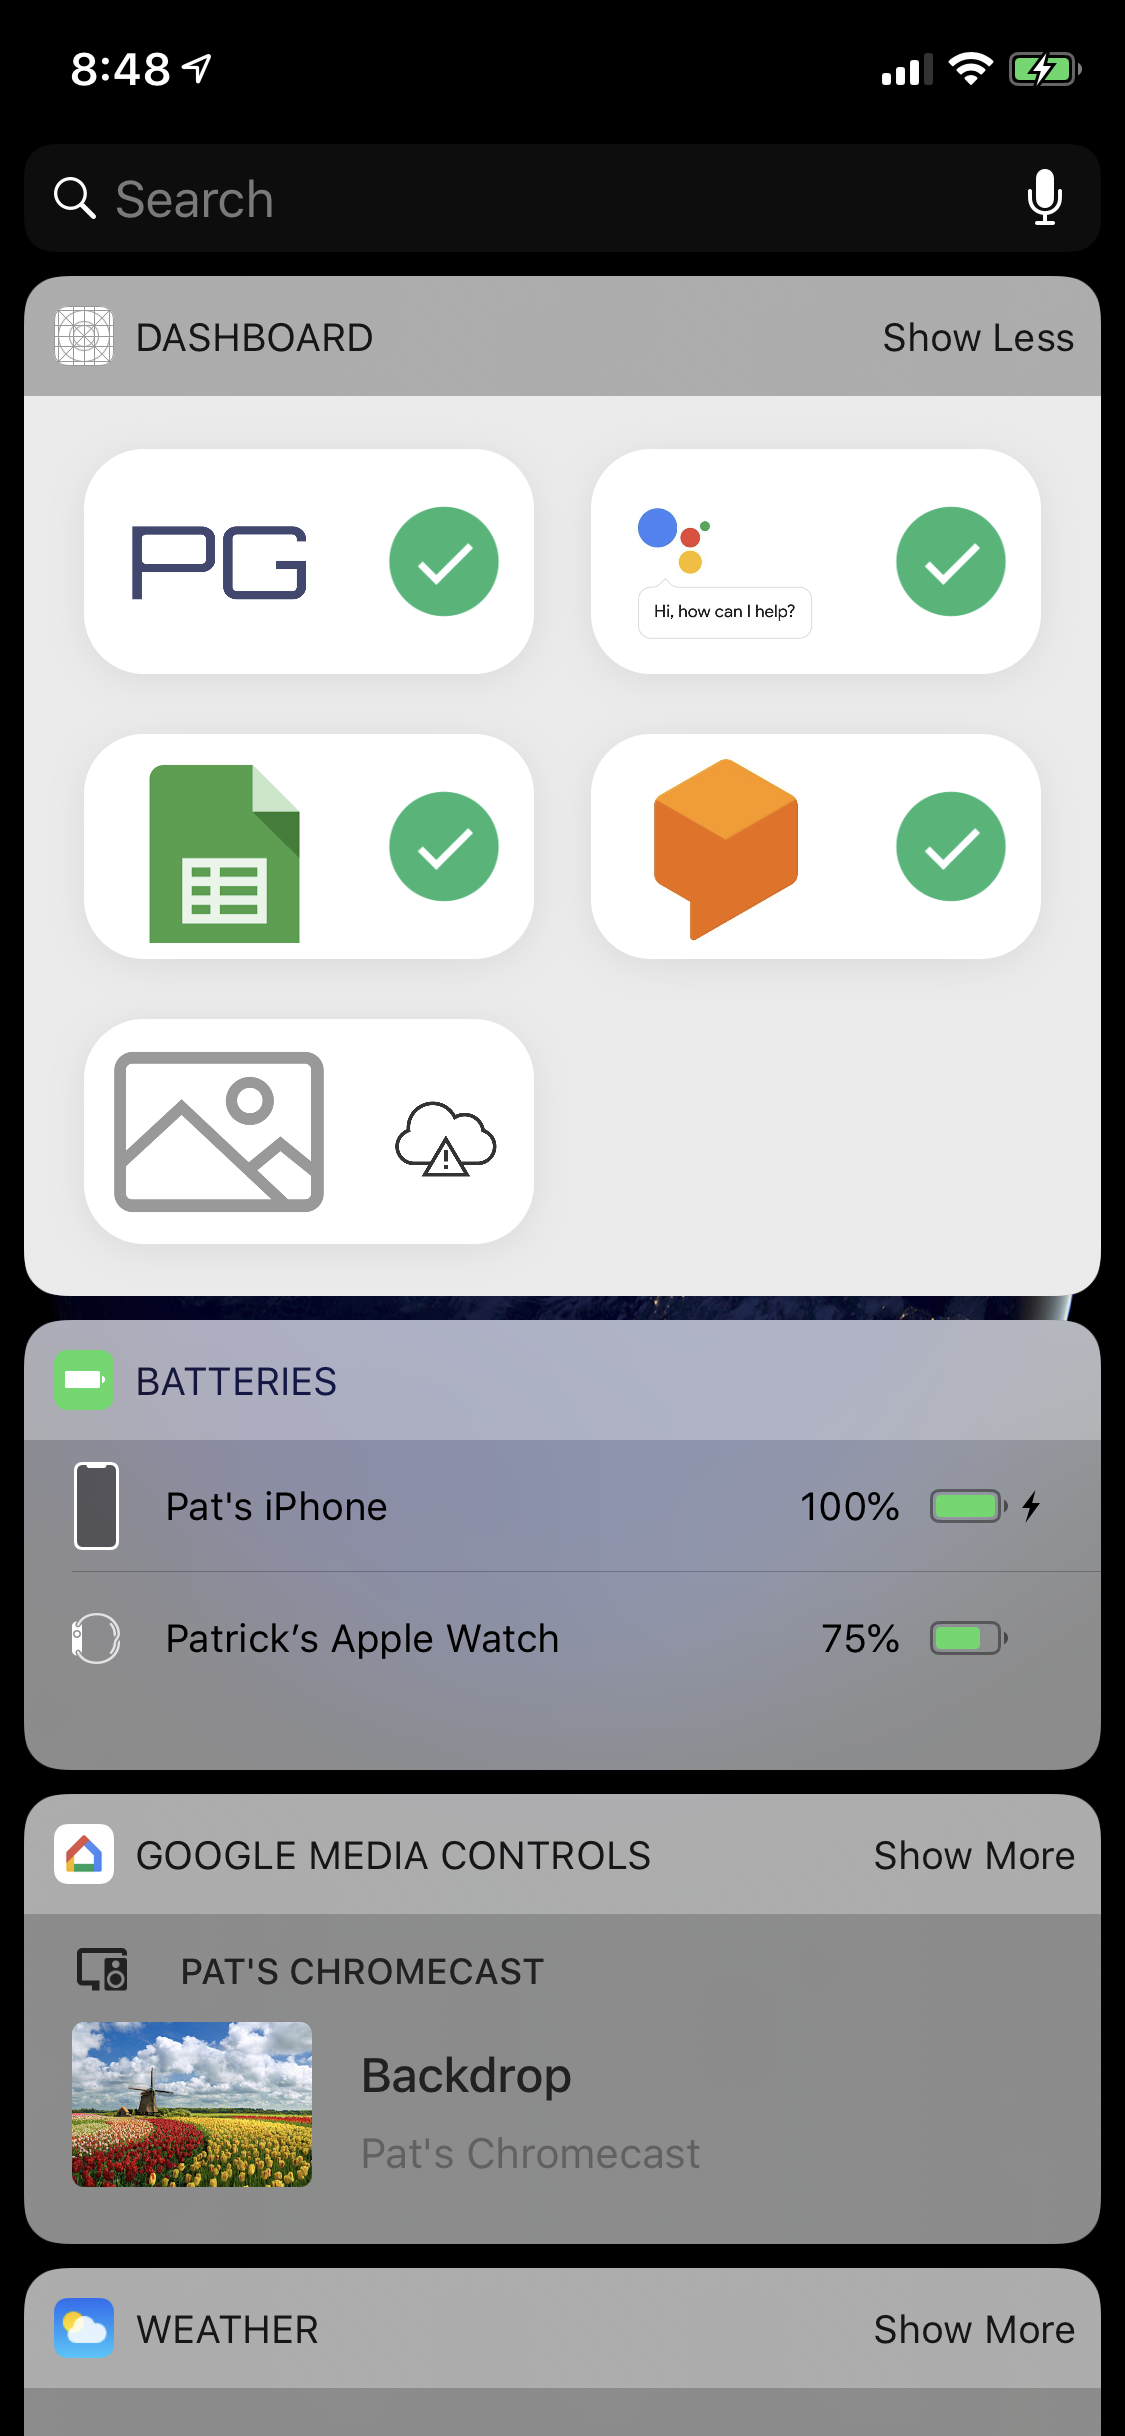 8:48
Search
DASHBOARD
Show Less
PG
Hi, how can I help?
BATTERIES
Pat's iPhone
100%
Patrick’s Apple Watch
75%
GOOGLE MEDIA CONTROLS
Show More
PAT'S CHROMECAST
Backdrop
Pat's Chromecast
WEATHER
Show More